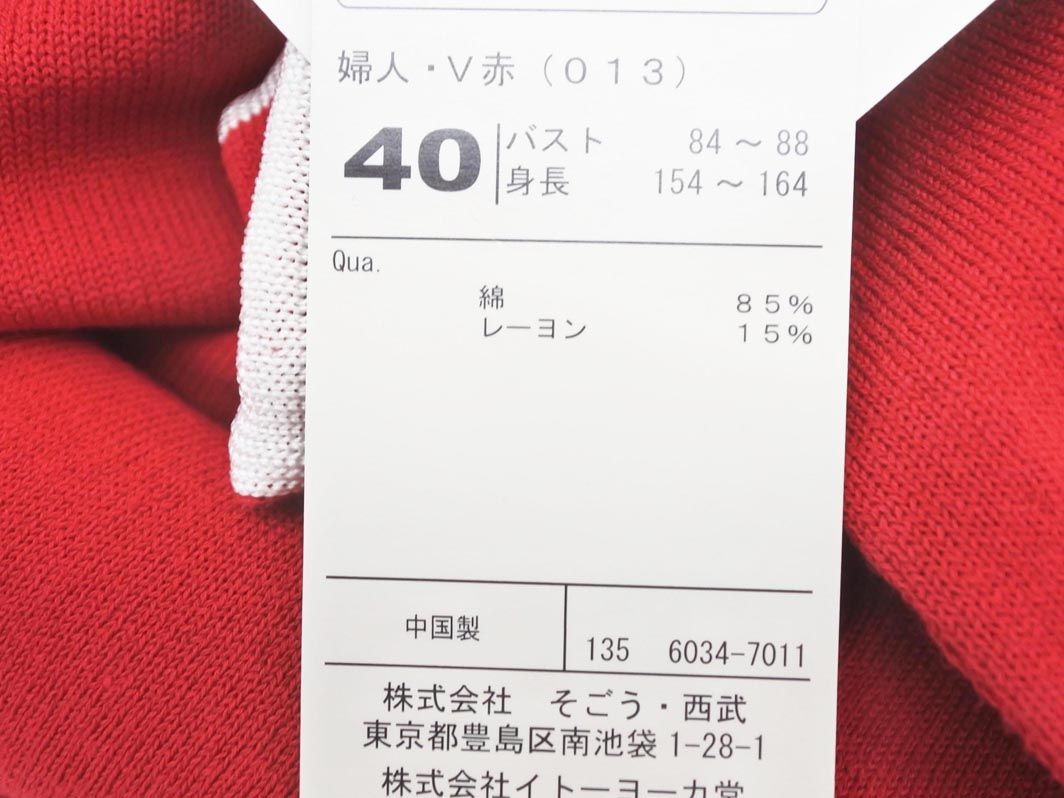 婦人・V赤（０１３）
40 バスト 84 ～ 88
身長 154 ～ 164
Qua.
綿 ８５％
レーヨン １５％
中国製 135 6034-7011
株式会社 そごう・西武
東京都豊島区南池袋1-28-1
株式会社イトーヨーカ堂